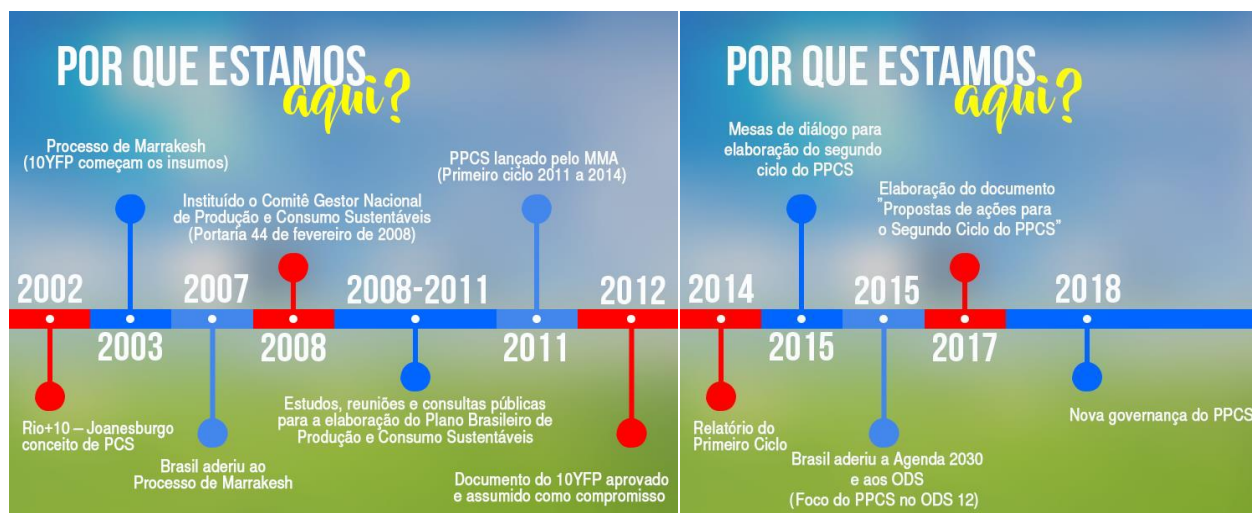 POR QUE ESTAMOS
aqui?
Processo de Marrakesh
(10YFP começam os insumos)
Instituído o Comitê Gestor Nacional
de Produção e Consumo Sustentáveis
(Portaria 44 de fevereiro de 2008)
PPCS lançado pelo MMA
(Primeiro ciclo 2011 a 2014)
2002
2003
2007
2008
2008-2011
2011
2012
Rio+10 – Joanesburgo
conceito de PCS
Brasil aderiu ao
Processo de Marrakesh
Estudos, reuniões e consultas públicas
para a elaboração do Plano Brasileiro de
Produção e Consumo Sustentáveis
Documento do 10YFP aprovado
e assumido como compromisso
POR QUE ESTAMOS
aqui?
Mesas de diálogo para
elaboração do segundo
ciclo do PPCS
Elaboração do documento
"Propostas de ações para
o Segundo Ciclo do PPCS"
2014
2015
2015
2017
2018
Relatório do
Primeiro Ciclo
Brasil aderiu a Agenda 2030
e aos ODS
(Foco do PPCS no ODS 12)
Nova governança do PPCS